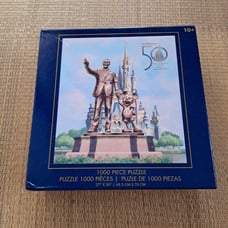 10+
50
1000 PIECE PUZZLE
PUZZLE 1000 PIÈCES | PUZLE DE 1000 PIEZAS